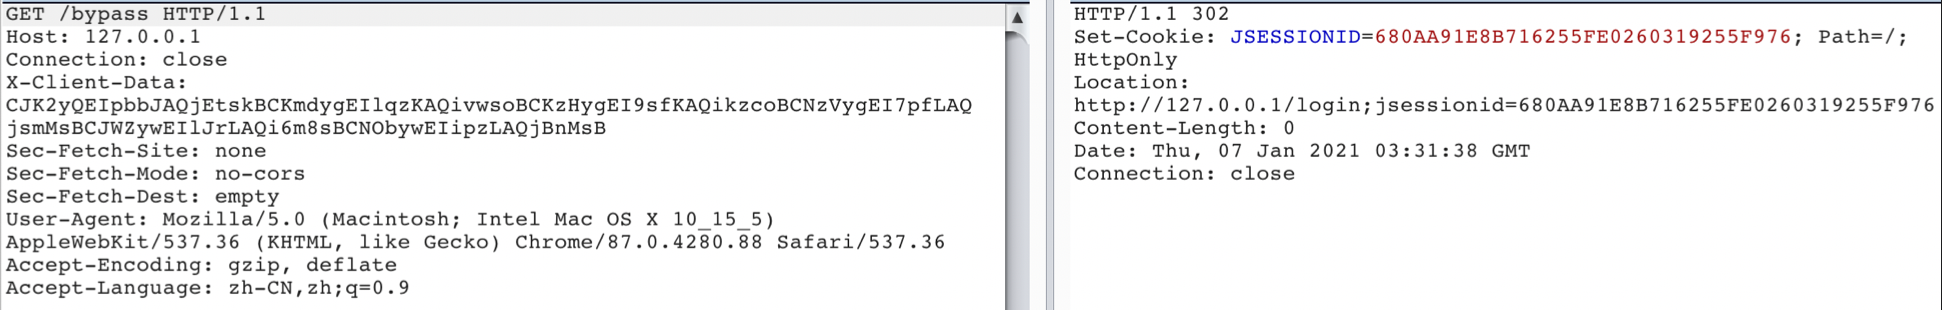 GET /bypass HTTP/1.1
Host: 127.0.0.1
Connection: close
X-Client-Data:
CJK2yQEIpbbJAQjEtskBCKmdygEIlqzKAQivwsoBCKzHygEI9sfKAQikzcoBCNzVygEI7pfLAQ
jsmMsBCJWZywEIlJrLAQi6m8sBCNObywEIipzLAQjBnMsB
Sec-Fetch-Site: none
Sec-Fetch-Mode: no-cors
Sec-Fetch-Dest: empty
User-Agent: Mozilla/5.0 (Macintosh; Intel Mac OS X 10_15_5)
AppleWebKit/537.36 (KHTML, like Gecko) Chrome/87.0.4280.88 Safari/537.36
Accept-Encoding: gzip, deflate
Accept-Language: zh-CN,zh;q=0.9
HTTP/1.1 302
Set-Cookie: JSESSIONID=680AA91E8B716255FE0260319255F976; Path=/;
HttpOnly
Location:
http://127.0.0.1/login;jsessionid=680AA91E8B716255FE0260319255F976
Content-Length: 0
Date: Thu, 07 Jan 2021 03:31:38 GMT
Connection: close